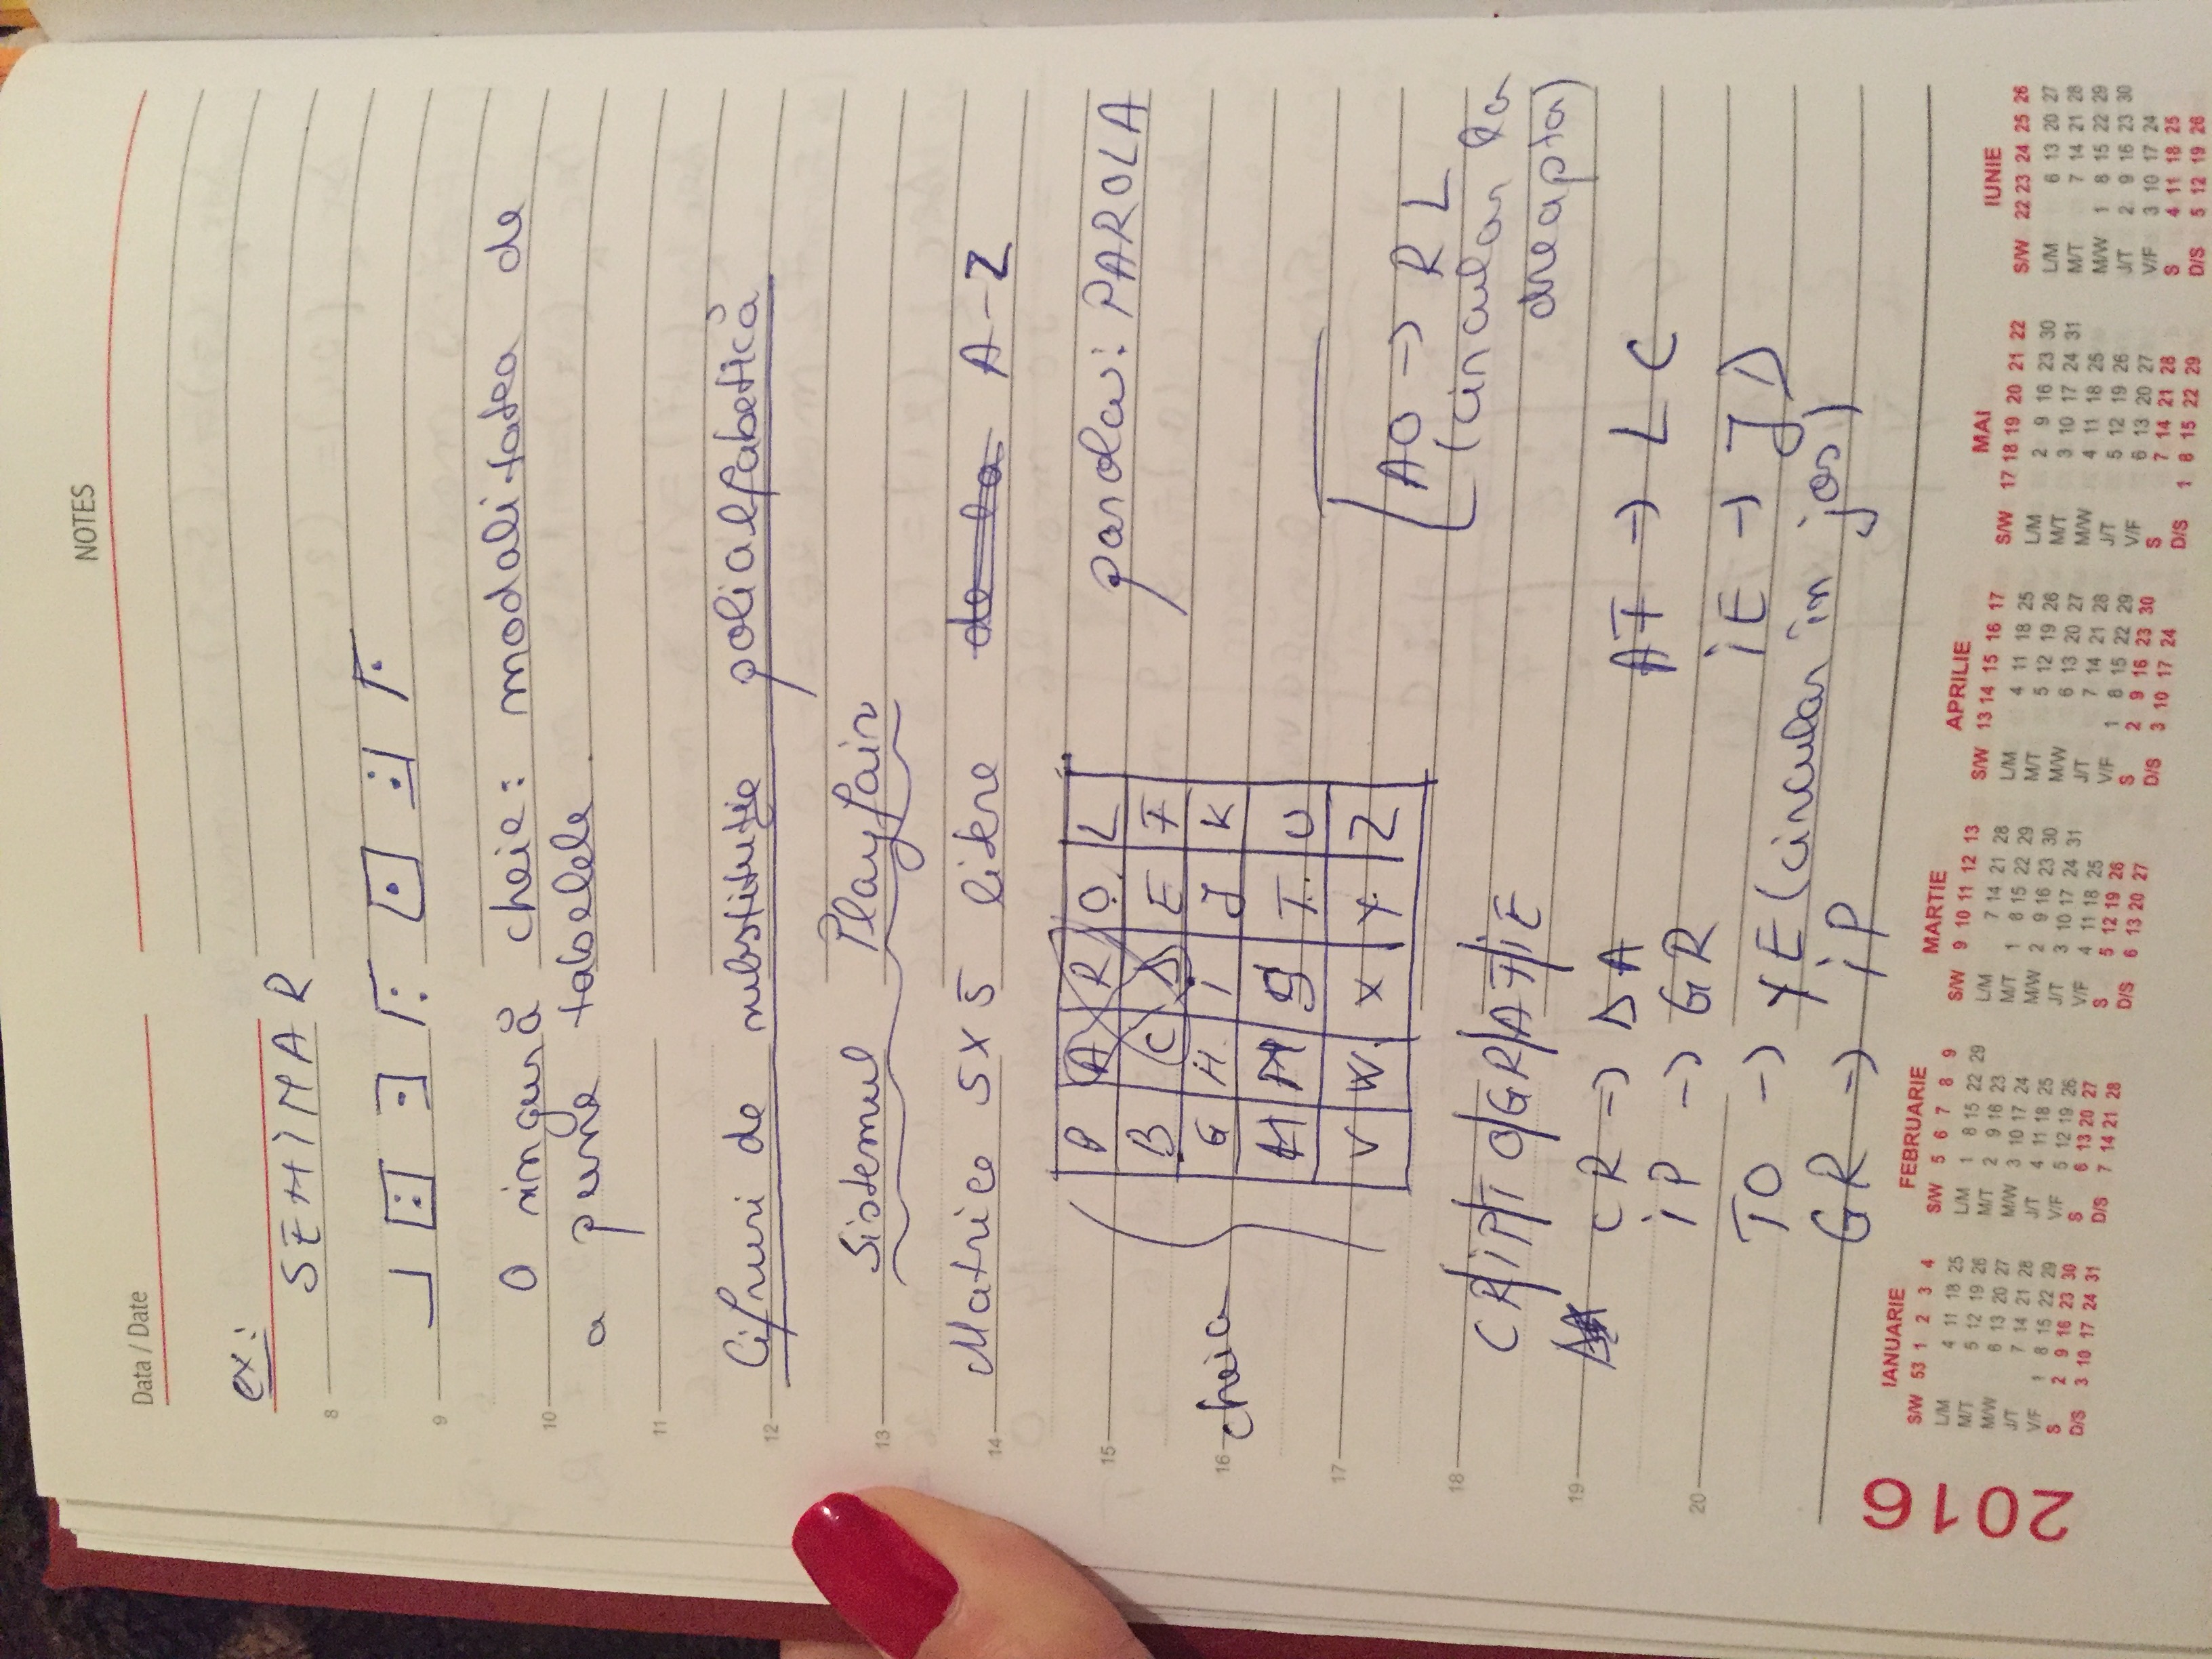 NOTES
Data / Date
ex:
SEMINAR
8
9
O singură cheie: modalitatea de
10
a pune tabelele
11
Cifruri de substituție polialfabetică
12
Sistemul Playfair
13
Matrice 5x5 litere de la A-Z
14
P A R O L
15
parola: PAROLA
B C D E F
cheia
16
G H I J K
M N S T U
17
V W X Y Z
AO -> RL
(circular la
dreapta)
18
CR/iP/TO/GR/AF/iE
19
CR -> DA
AF -> LC
iP -> GR
20
iE -> JD
TO -> YE (circular în jos)
GR -> iP
2016
IANUARIE
S/W 53 1 2 3 4
L/M 4 11 18 25
M/T 5 12 19 26
M/W 6 13 20 27
J/T 7 14 21 28
V/F 1 8 15 22 29
S 2 9 16 23 30
D/S 3 10 17 24 31
FEBRUARIE
S/W 5 6 7 8 9
L/M 1 8 15 22 29
M/T 2 9 16 23
M/W 3 10 17 24
J/T 4 11 18 25
V/F 5 12 19 26
S 6 13 20 27
D/S 7 14 21 28
MARTIE
S/W 9 10 11 12 13
L/M 7 14 21 28
M/T 1 8 15 22 29
M/W 2 9 16 23 30
J/T 3 10 17 24 31
V/F 4 11 18 25
S 5 12 19 26
D/S 6 13 20 27
APRILIE
S/W 13 14 15 16 17
L/M 4 11 18 25
M/T 5 12 19 26
M/W 6 13 20 27
J/T 7 14 21 28
V/F 1 8 15 22 29
S 2 9 16 23 30
D/S 3 10 17 24
MAI
S/W 17 18 19 20 21 22
L/M 2 9 16 23 30
M/T 3 10 17 24 31
M/W 4 11 18 25
J/T 5 12 19 26
V/F 6 13 20 27
S 7 14 21 28
D/S 1 8 15 22 29
IUNIE
S/W 22 23 24 25 26
L/M 6 13 20 27
M/T 7 14 21 28
M/W 1 8 15 22 29
J/T 2 9 16 23 30
V/F 3 10 17 24
S 4 11 18 25
D/S 5 12 19 26